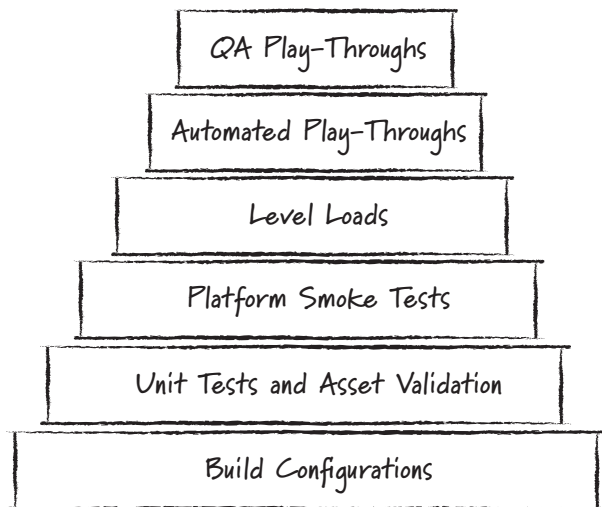 QA Play-Throughs
Automated Play-Throughs
Level Loads
Platform Smoke Tests
Unit Tests and Asset Validation
Build Configurations